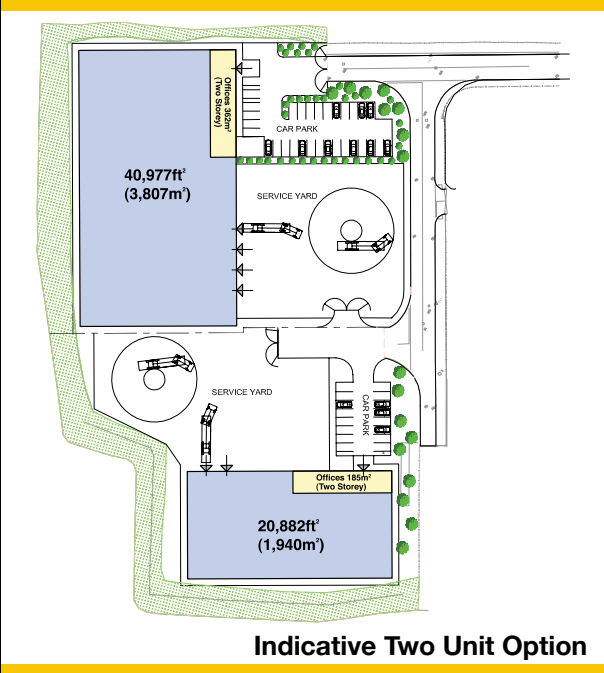 Offices 362m²
(Two Storey)
CAR PARK
40,977ft²
(3,807m²)
SERVICE YARD
SERVICE YARD
CAR PARK
Offices 185m²
(Two Storey)
20,882ft²
(1,940m²)
Indicative Two Unit Option